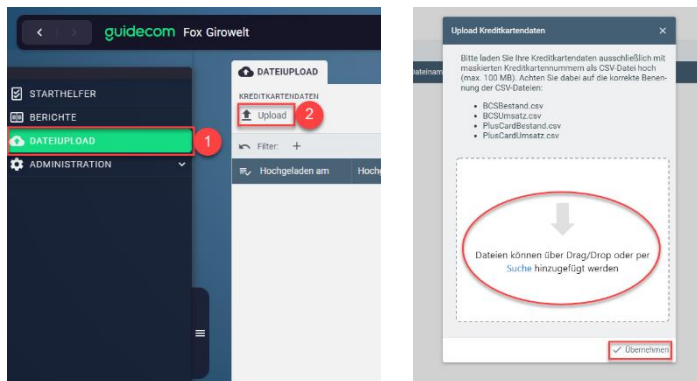 guidecom Fox Girowelt
STARTHELFER
BERICHTE
DATEIUPLOAD
1
ADMINISTRATION
DATEIUPLOAD
KREDITKARTENDATEN
Upload
2
Filter: +
Hochgeladen am Hochg
Upload Kreditkartendaten
Bitte laden Sie Ihre Kreditkartendaten ausschließlich mit
maskierten Kreditkartennummern als CSV-Datei hoch
(max. 100 MB). Achten Sie dabei auf die korrekte Benen-
nung der CSV-Dateien:
BCSBestand.csv
BCSUmsatz.csv
PlusCardBestand.csv
PlusCardUmsatz.csv
Dateien können über Drag/Drop oder per
Suche hinzugefügt werden
Übernehmen